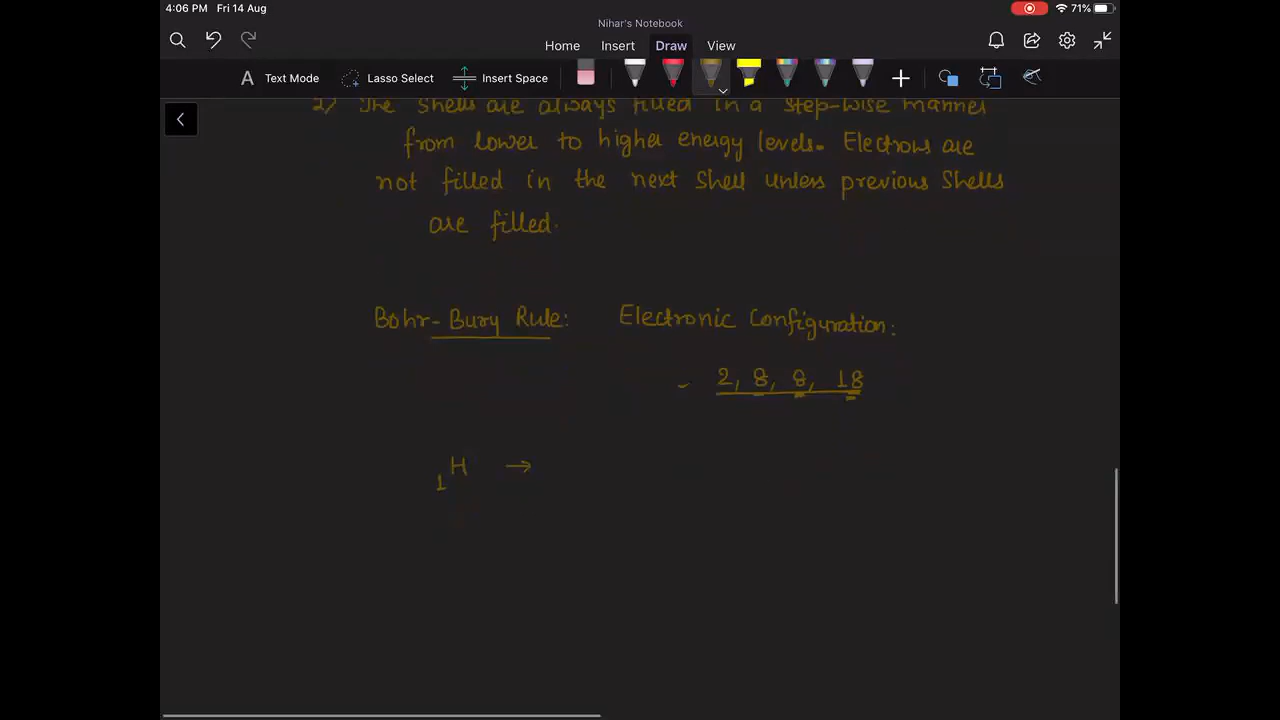 4:06 PM Fri 14 Aug
71%
Nihar's Notebook
Home Insert Draw View
Text Mode Lasso Select Insert Space
2) The Shells are always filled in a step-wise manner
from lower to higher energy levels. Electrons are
not filled in the next Shell unless previous Shells
are filled.
Bohr-Bury Rule: Electronic Configuration:
2, 8, 8, 18
1H →